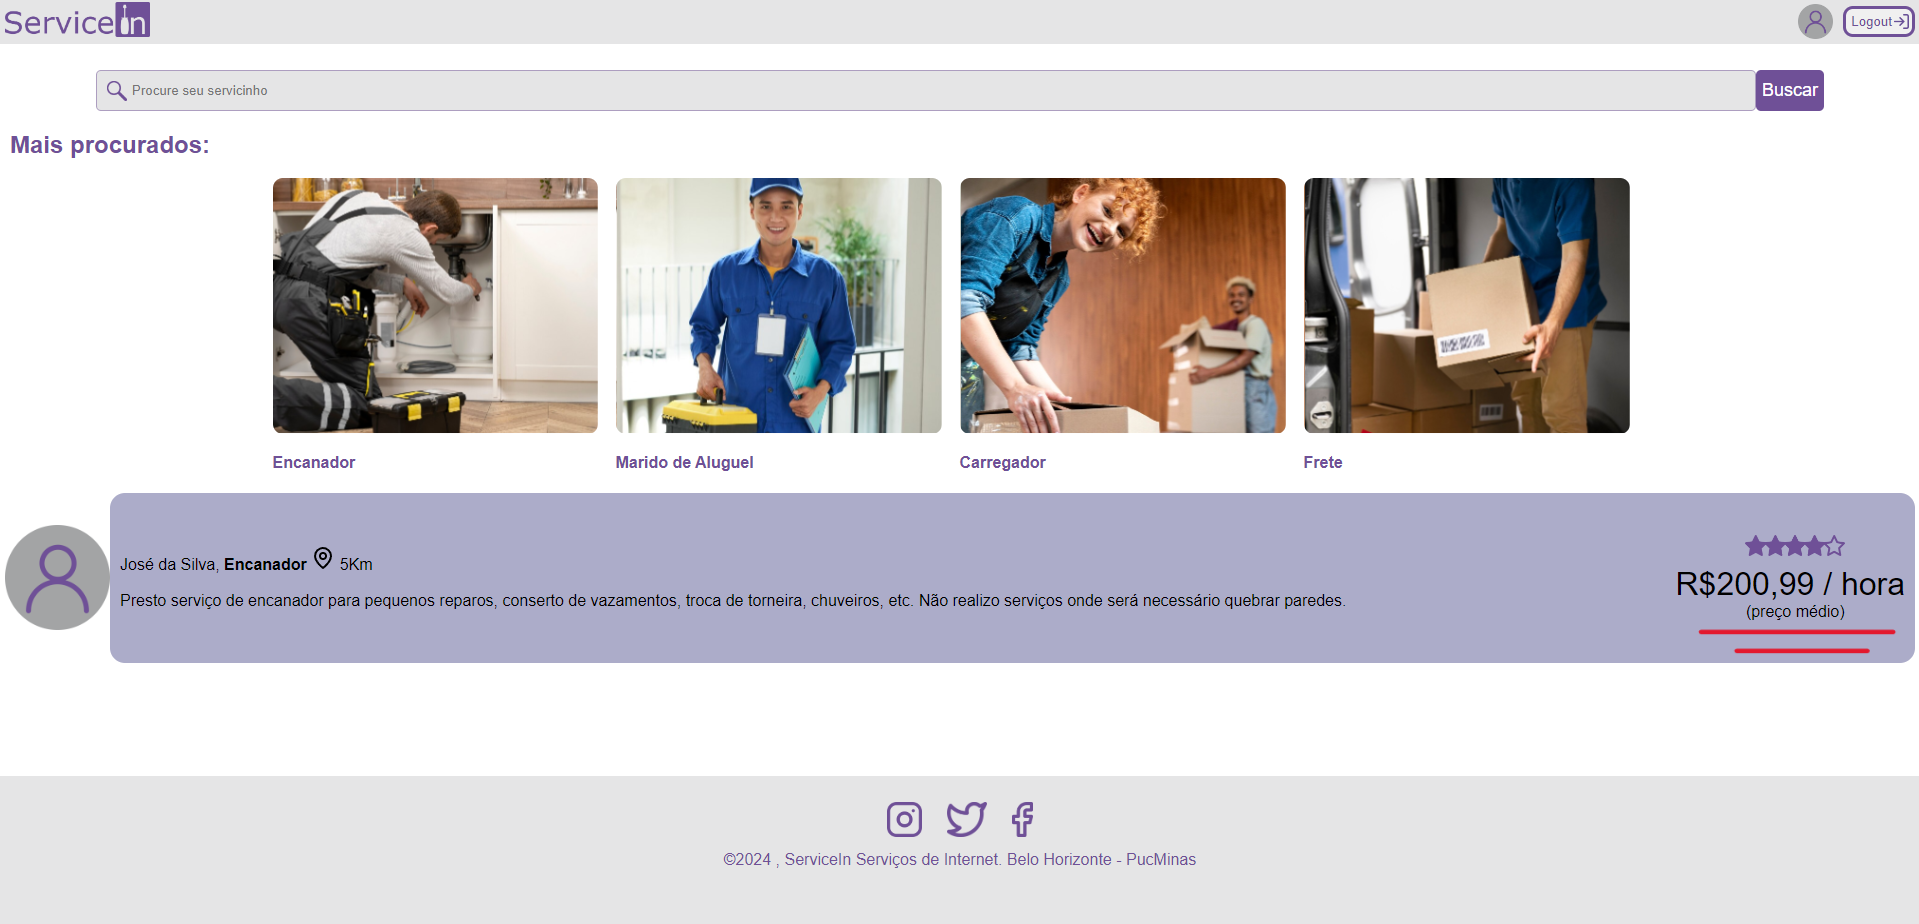 ServiceIn
Logout
Procure seu servicinho
Buscar
Mais procurados:
Encanador
Marido de Aluguel
Carregador
Frete
José da Silva, Encanador 5Km
Presto serviço de encanador para pequenos reparos, conserto de vazamentos, troca de torneira, chuveiros, etc. Não realizo serviços onde será necessário quebrar paredes.
R$200,99 / hora
(preço médio)
©2024 , ServiceIn Serviços de Internet. Belo Horizonte - PucMinas